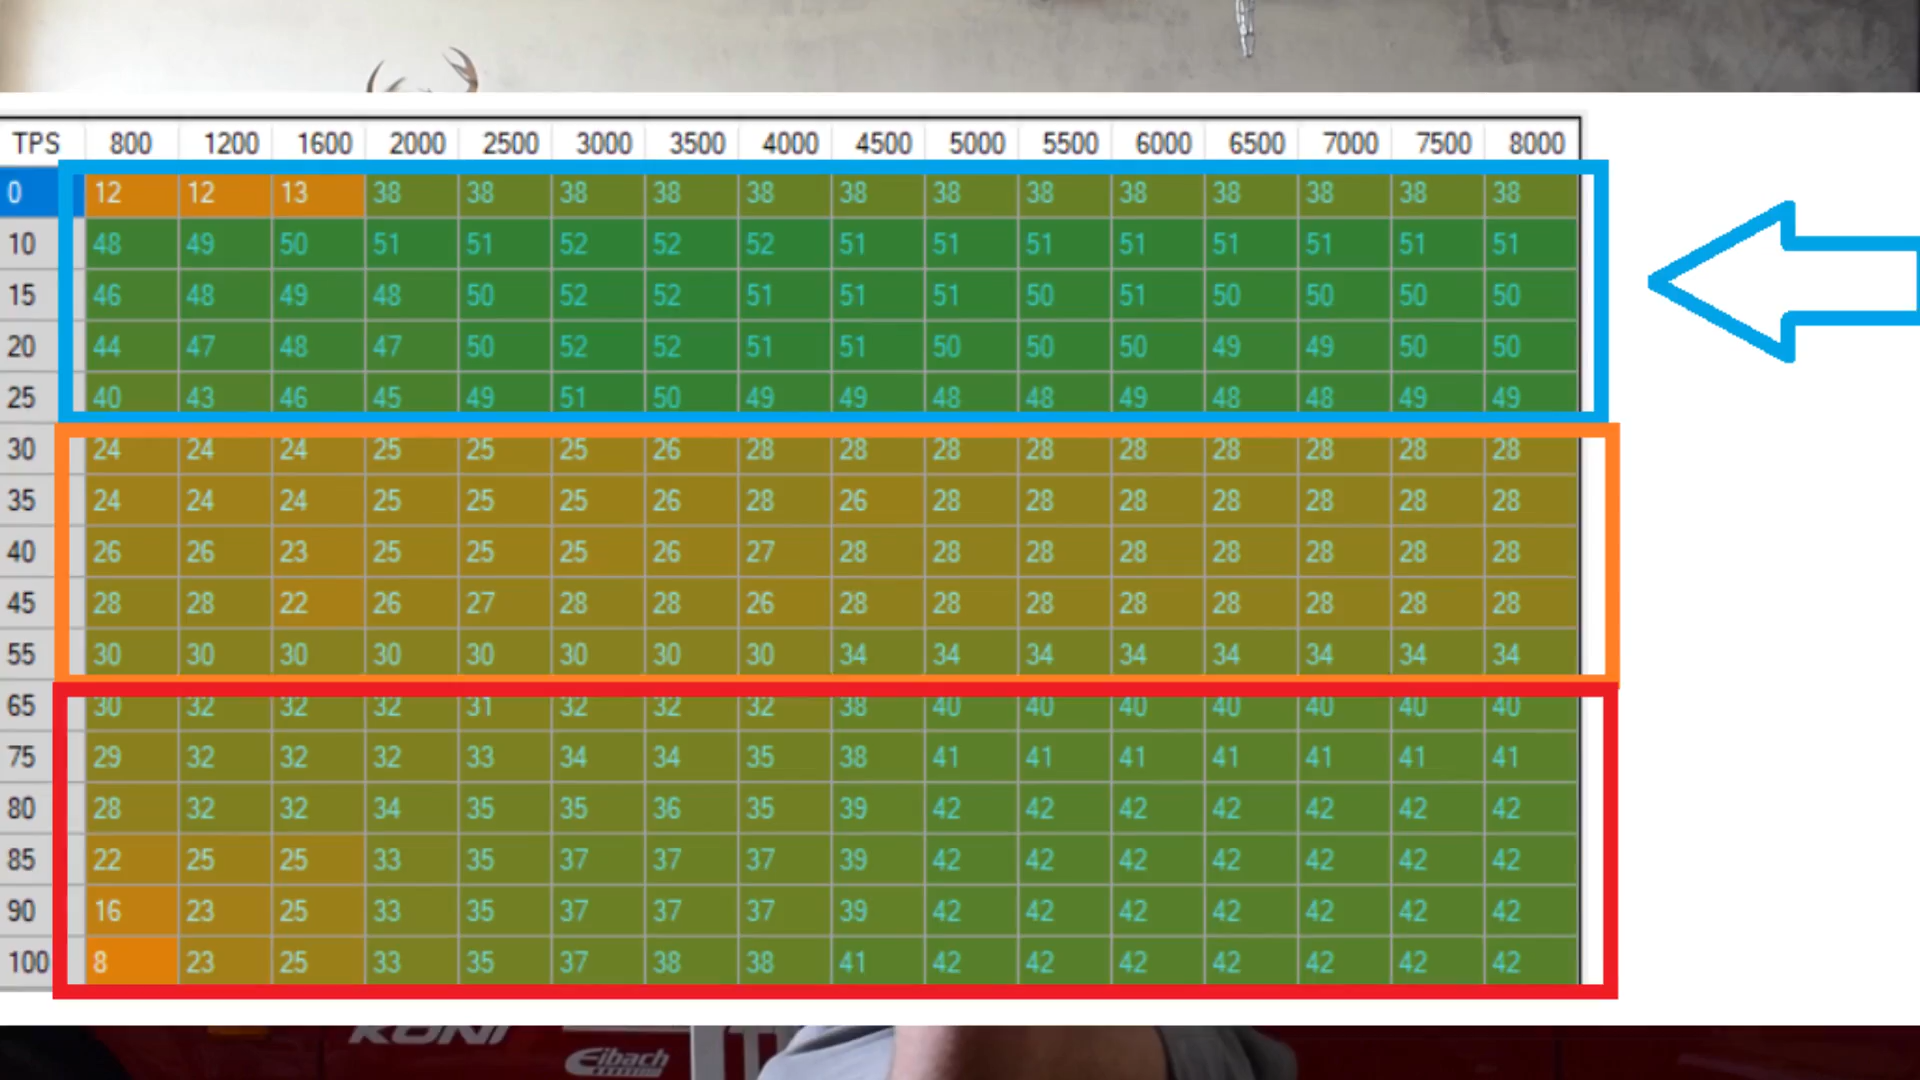 TPS 800 1200 1600 2000 2500 3000 3500 4000 4500 5000 5500 6000 6500 7000 7500 8000
0 12 12 13 38 38 38 38 38 38 38 38 38 38 38 38 38
10 48 49 50 51 51 52 52 52 51 51 51 51 51 51 51 51
15 46 48 49 48 50 52 52 51 51 51 50 51 50 50 50 50
20 44 47 48 47 50 52 52 51 51 50 50 50 49 49 50 50
25 40 43 46 45 49 51 50 49 49 48 48 49 48 48 49 49
30 24 24 24 25 25 25 26 28 28 28 28 28 28 28 28 28
35 24 24 24 25 25 25 26 28 26 28 28 28 28 28 28 28
40 26 26 23 25 25 25 26 27 28 28 28 28 28 28 28 28
45 28 28 22 26 27 28 28 26 28 28 28 28 28 28 28 28
55 30 30 30 30 30 30 30 30 34 34 34 34 34 34 34 34
65 30 32 32 32 31 32 32 32 38 40 40 40 40 40 40 40
75 29 32 32 32 33 34 34 35 38 41 41 41 41 41 41 41
80 28 32 32 34 35 35 36 35 39 42 42 42 42 42 42 42
85 22 25 25 33 35 37 37 37 39 42 42 42 42 42 42 42
90 16 23 25 33 35 37 37 37 39 42 42 42 42 42 42 42
100 8 23 25 33 35 37 38 38 41 42 42 42 42 42 42 42
KONI
Eibach